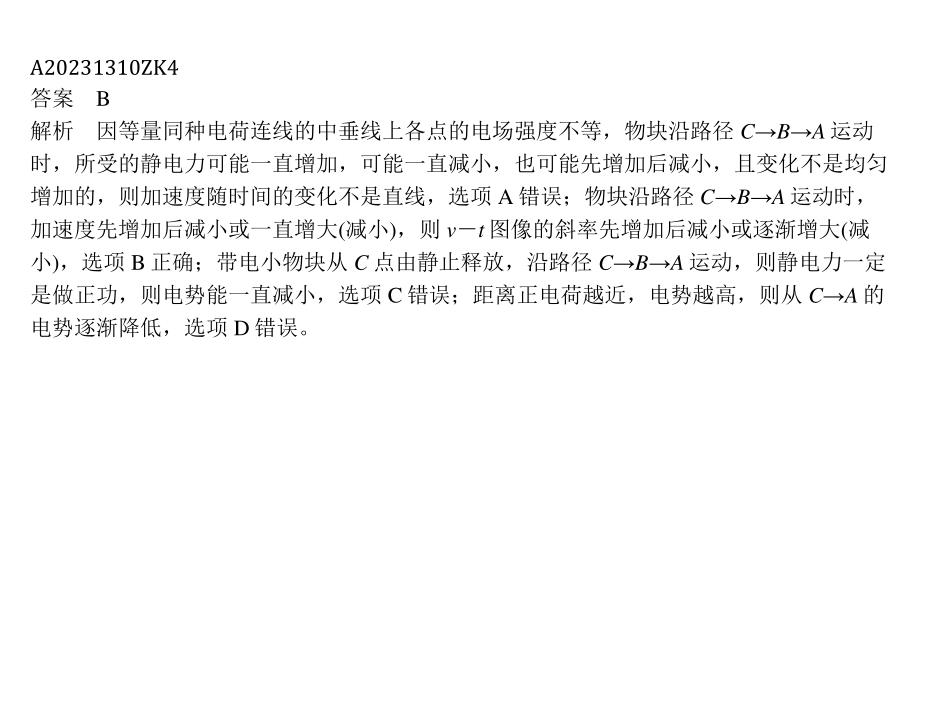 A20231310ZK4
答案　B
解析　因等量同种电荷连线的中垂线上各点的电场强度不等，物块沿路径 C→B→A 运动
时，所受的静电力可能一直增加，可能一直减小，也可能先增加后减小，且变化不是均匀
增加的，则加速度随时间的变化不是直线，选项 A 错误；物块沿路径 C→B→A 运动时，
加速度先增加后减小或一直增大(减小)，则 v－t 图像的斜率先增加后减小或逐渐增大(减
小)，选项 B 正确；带电小物块从 C 点由静止释放，沿路径 C→B→A 运动，则静电力一定
是做正功，则电势能一直减小，选项 C 错误；距离正电荷越近，电势越高，则从 C→A 的
电势逐渐降低，选项 D 错误。